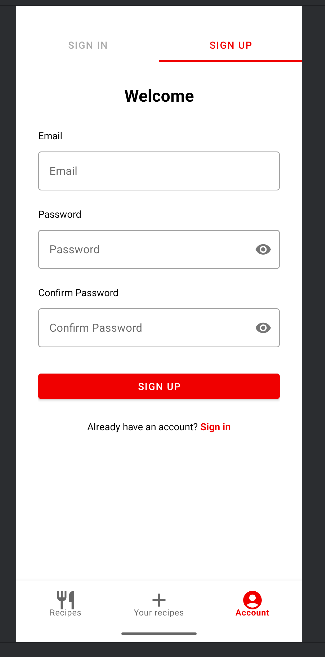 SIGN IN SIGN UP
Welcome
Email
Email
Password
Password
Confirm Password
Confirm Password
SIGN UP
Already have an account? Sign in
Recipes Your recipes Account